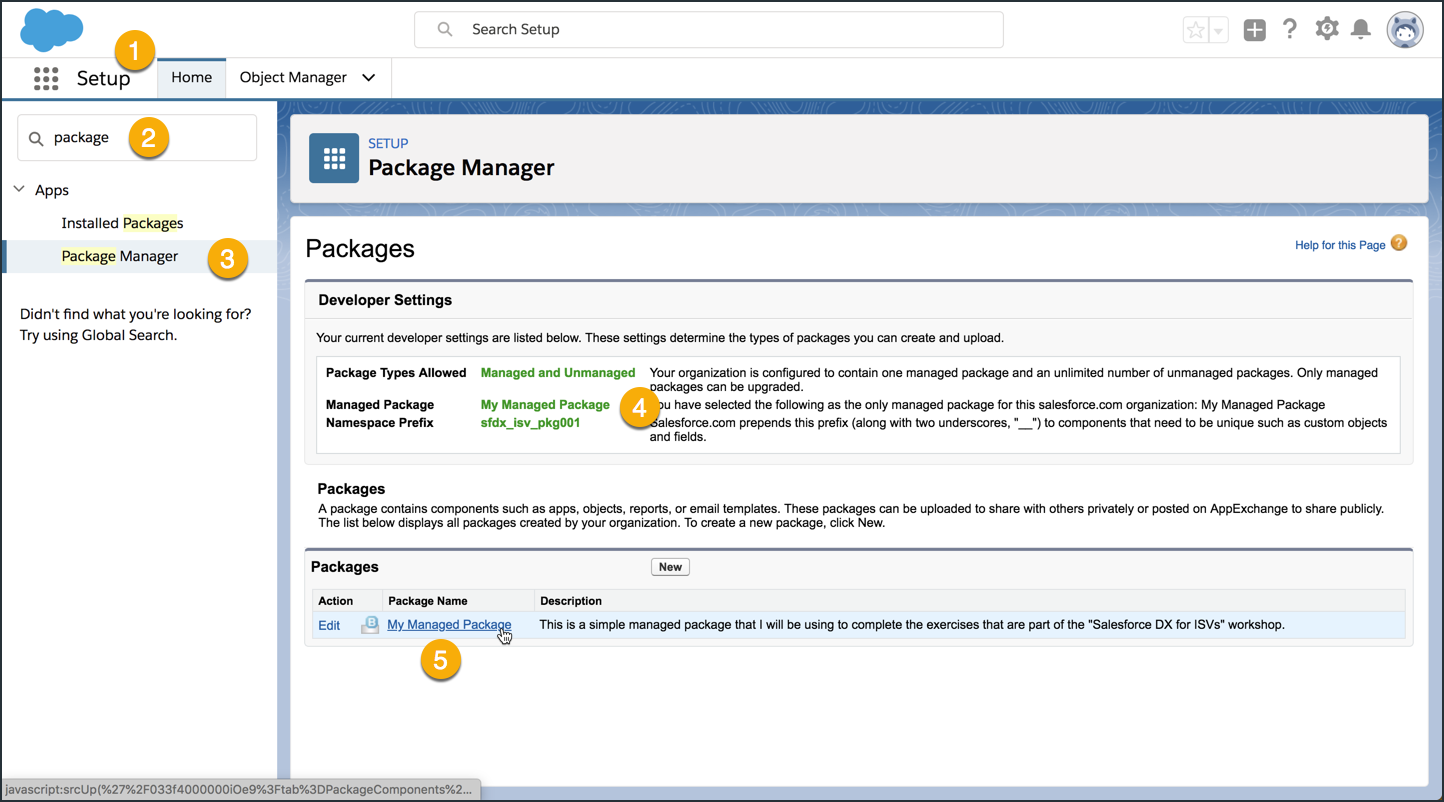 Search Setup
1
Setup
Home
Object Manager
package
2
Apps
Installed Packages
Package Manager
3
Didn't find what you're looking for?
Try using Global Search.
SETUP
Package Manager
Packages
Help for this Page
?
Developer Settings
Your current developer settings are listed below. These settings determine the types of packages you can create and upload.
Package Types Allowed Managed and Unmanaged Your organization is configured to contain one managed package and an unlimited number of unmanaged packages. Only managed
packages can be upgraded.
Managed Package My Managed Package 4 You have selected the following as the only managed package for this salesforce.com organization: My Managed Package
Namespace Prefix sfdx_isv_pkg001 Salesforce.com prepends this prefix (along with two underscores, "__") to components that need to be unique such as custom objects
and fields.
Packages
A package contains components such as apps, objects, reports, or email templates. These packages can be uploaded to share with others privately or posted on AppExchange to share publicly.
The list below displays all packages created by your organization. To create a new package, click New.
Packages New
Action Package Name Description
Edit B My Managed Package This is a simple managed package that I will be using to complete the exercises that are part of the "Salesforce DX for ISVs" workshop.
5
javascript:srcUp(%27%2F033f4000000iOe9%3Ftab%3DPackageComponents%2...